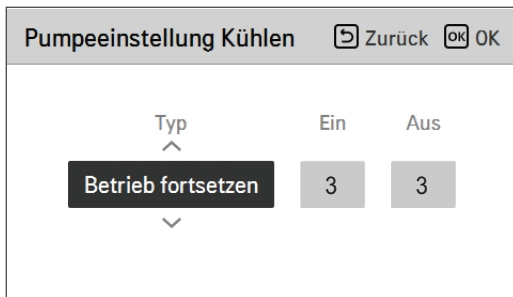 Pumpeeinstellung Kühlen Zurück OK OK
Typ Ein Aus
Betrieb fortsetzen 3 3